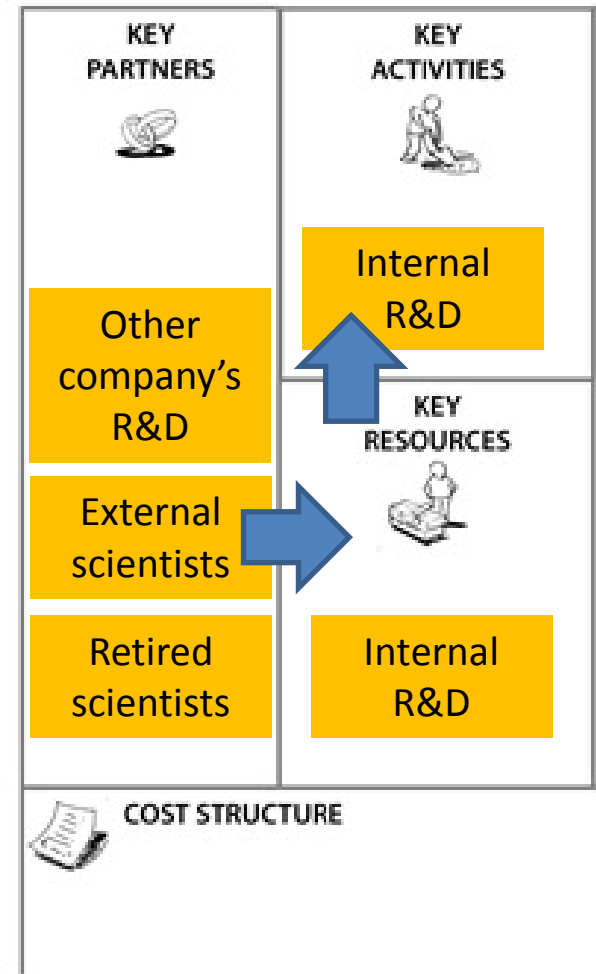 KEY
PARTNERS
Other
company’s
R&D
External
scientists
Retired
scientists
KEY
ACTIVITIES
Internal
R&D
KEY
RESOURCES
Internal
R&D
COST STRUCTURE